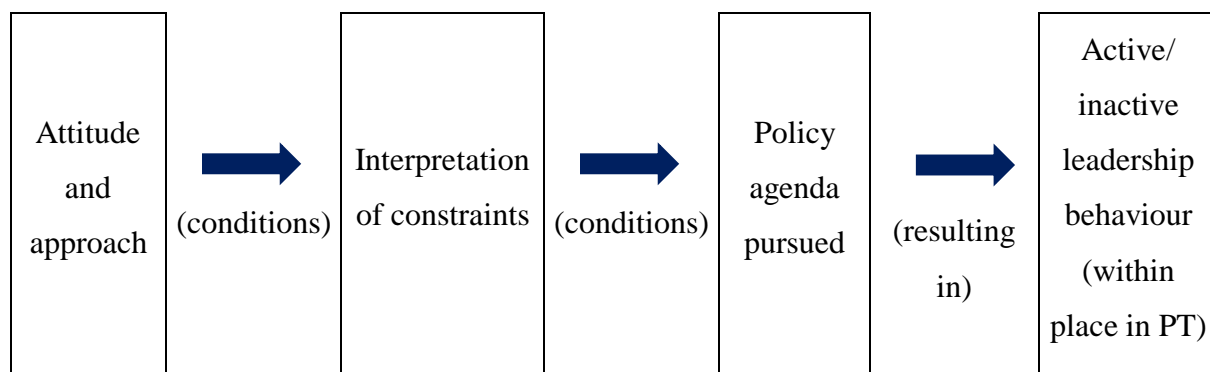 Attitude
and
approach
(conditions)
Interpretation
of constraints
(conditions)
Policy
agenda
pursued
(resulting
in)
Active/
inactive
leadership
behaviour
(within
place in PT)